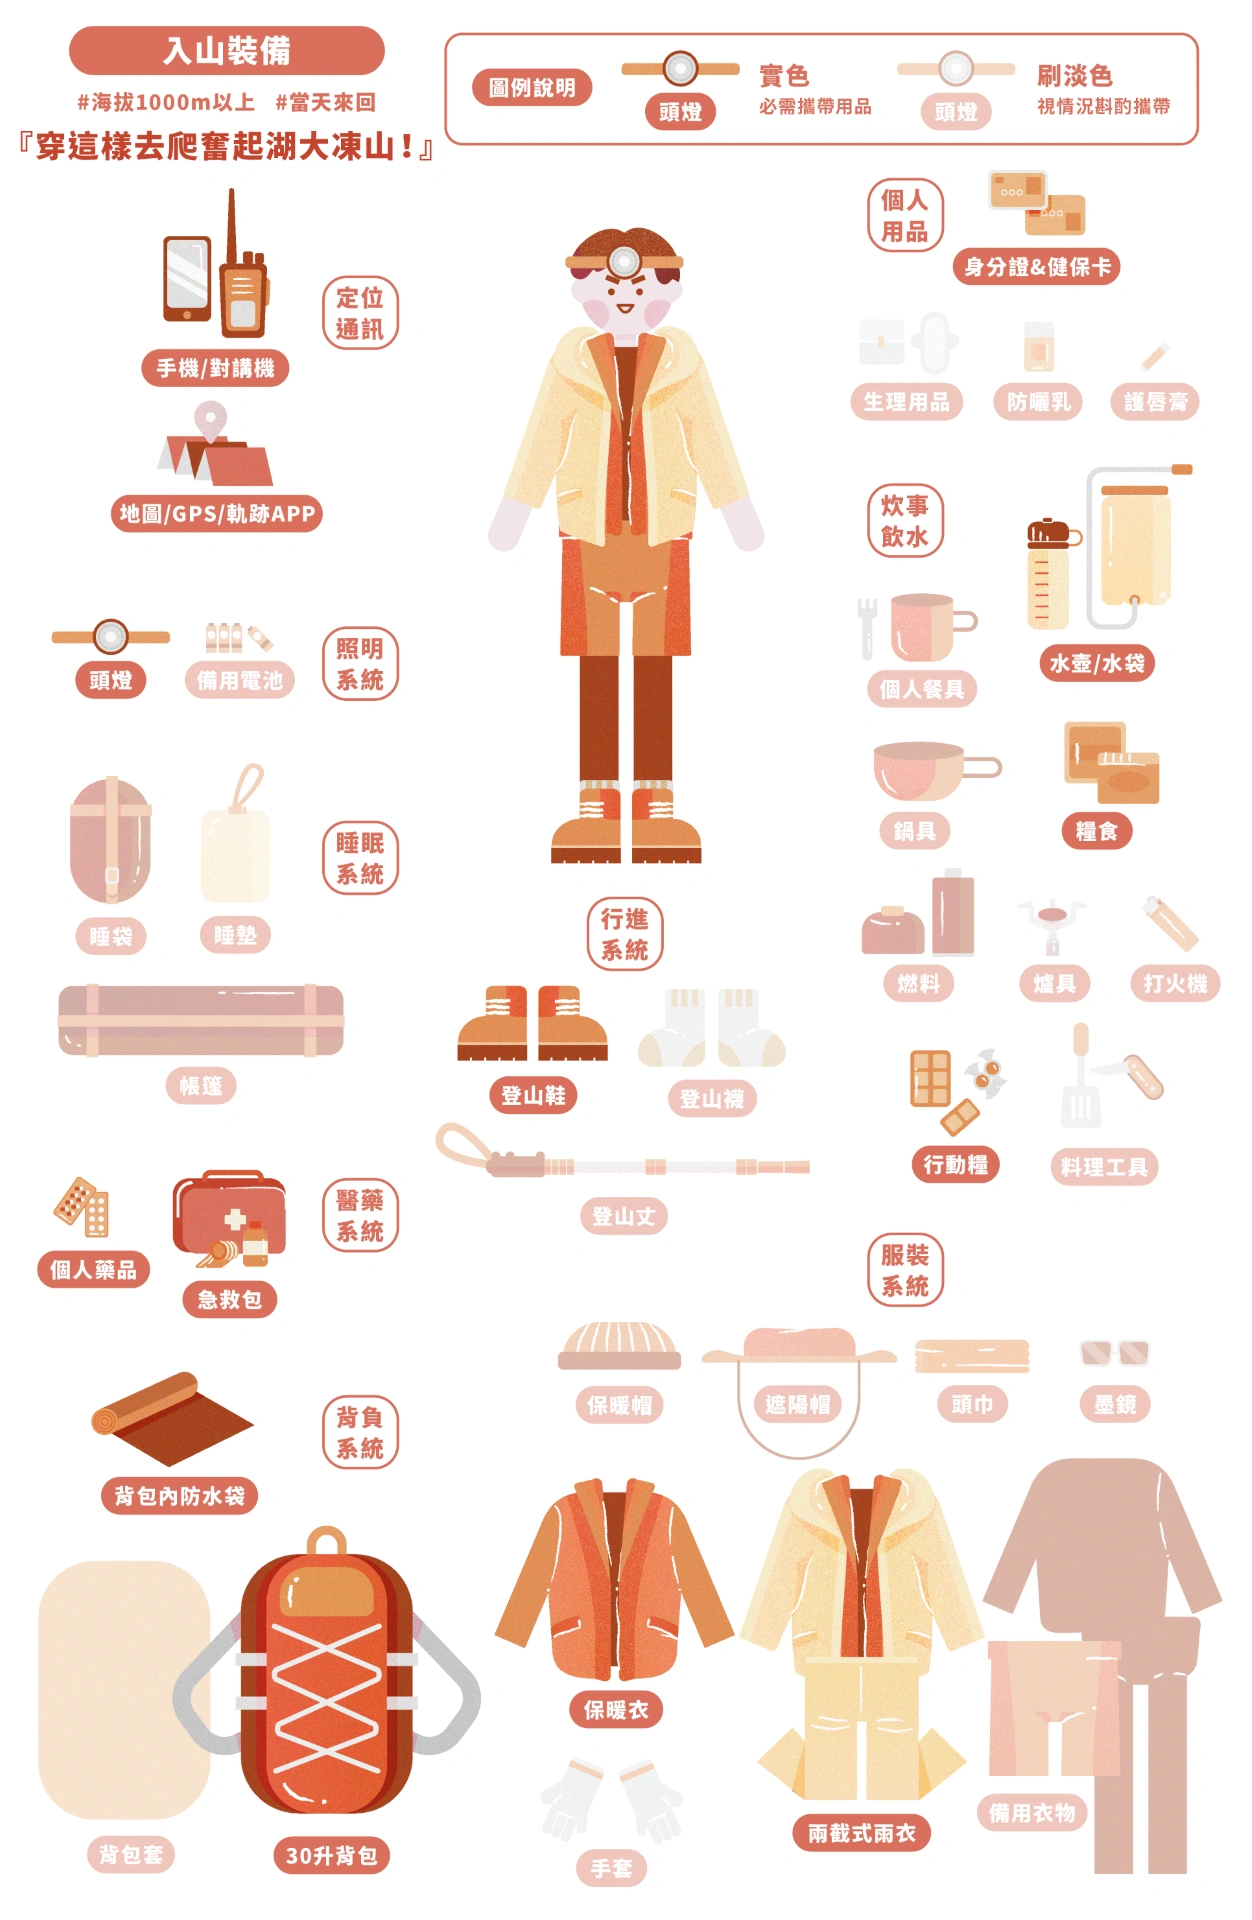 入山裝備
#海拔1000m以上 #當天來回
『穿這樣去爬奮起湖大凍山！』
圖例說明
頭燈
實色
必需攜帶用品
頭燈
刷淡色
視情況斟酌攜帶
定位
通訊
手機/對講機
地圖/GPS/軌跡APP
照明
系統
頭燈
備用電池
睡眠
系統
睡袋
睡墊
帳篷
醫藥
系統
個人藥品
急救包
背負
系統
背包內防水袋
背包套
30升背包
行進
系統
登山鞋
登山襪
登山丈
個人
用品
身分證&健保卡
生理用品
防曬乳
護唇膏
炊事
飲水
水壺/水袋
個人餐具
鍋具
糧食
燃料
爐具
打火機
行動糧
料理工具
服裝
系統
保暖帽
遮陽帽
頭巾
墨鏡
保暖衣
兩截式雨衣
備用衣物
手套